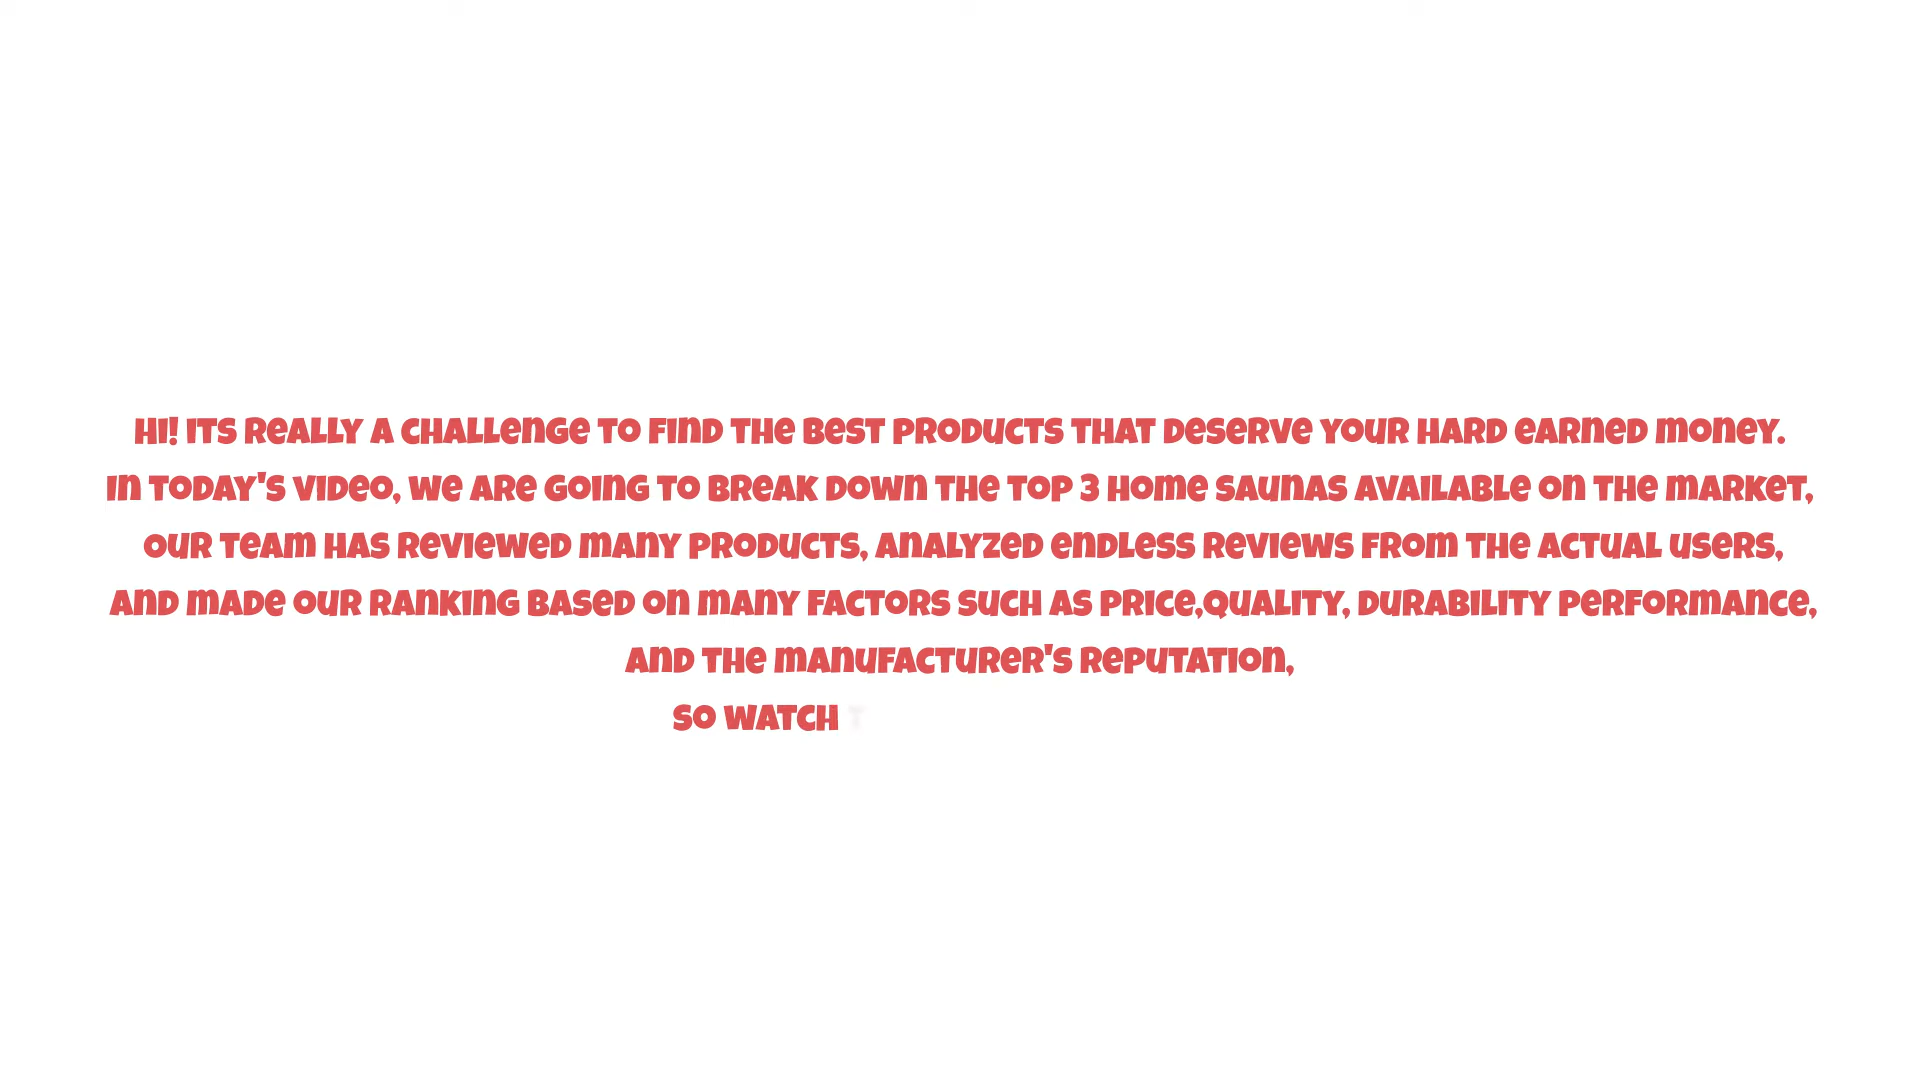 Hi! Its really a challenge to find the best products that deserve your hard earned money.
In today's video, we are going to break down the top 3 Home Saunas available on the market,
our team has reviewed many products, analyzed endless reviews from the actual users,
and made our ranking based on many factors such as price,quality, durability performance,
and the manufacturer's reputation,
so watch